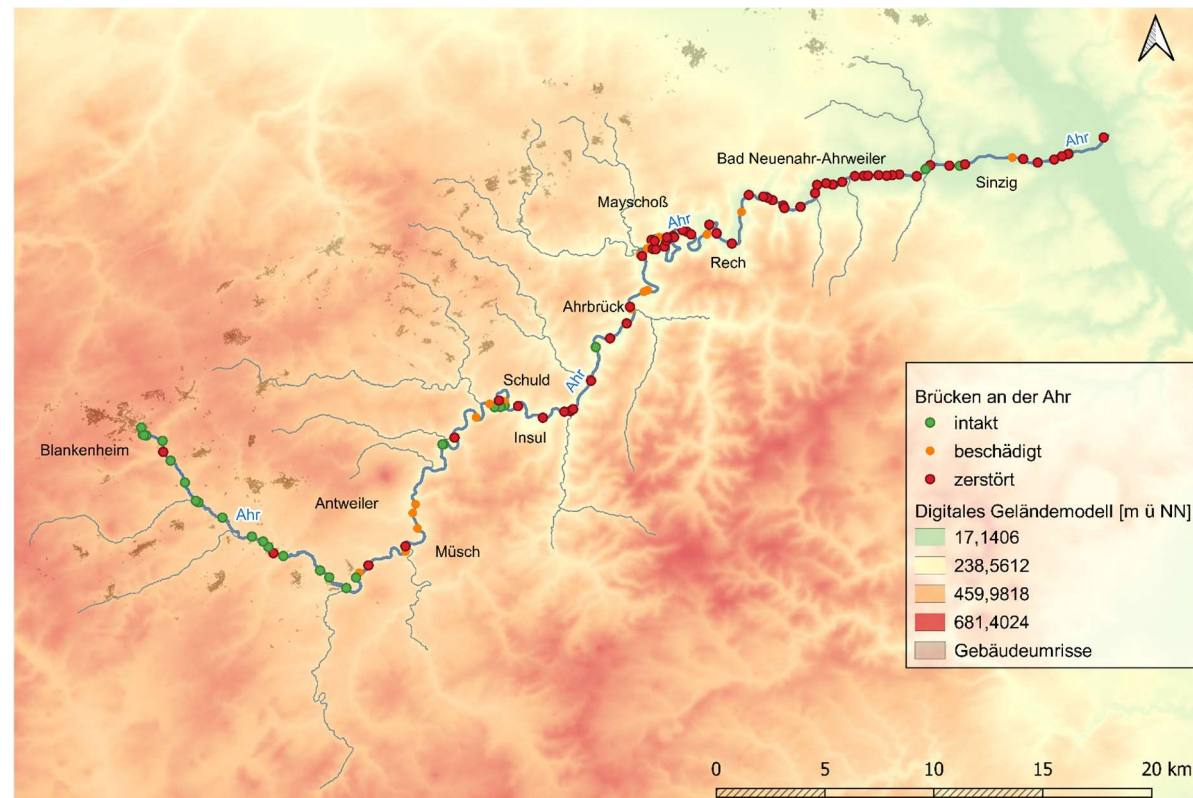 Ahr
Bad Neuenahr-Ahrweiler
Sinzig
Mayschoß
Ahr
Rech
Ahrbrück
Schuld
Ahr
Insul
Blankenheim
Antweiler
Ahr
Müsch
Brücken an der Ahr
intakt
beschädigt
zerstört
Digitales Geländemodell [m ü NN]
17,1406
238,5612
459,9818
681,4024
Gebäudeumrisse
0 5 10 15 20 km